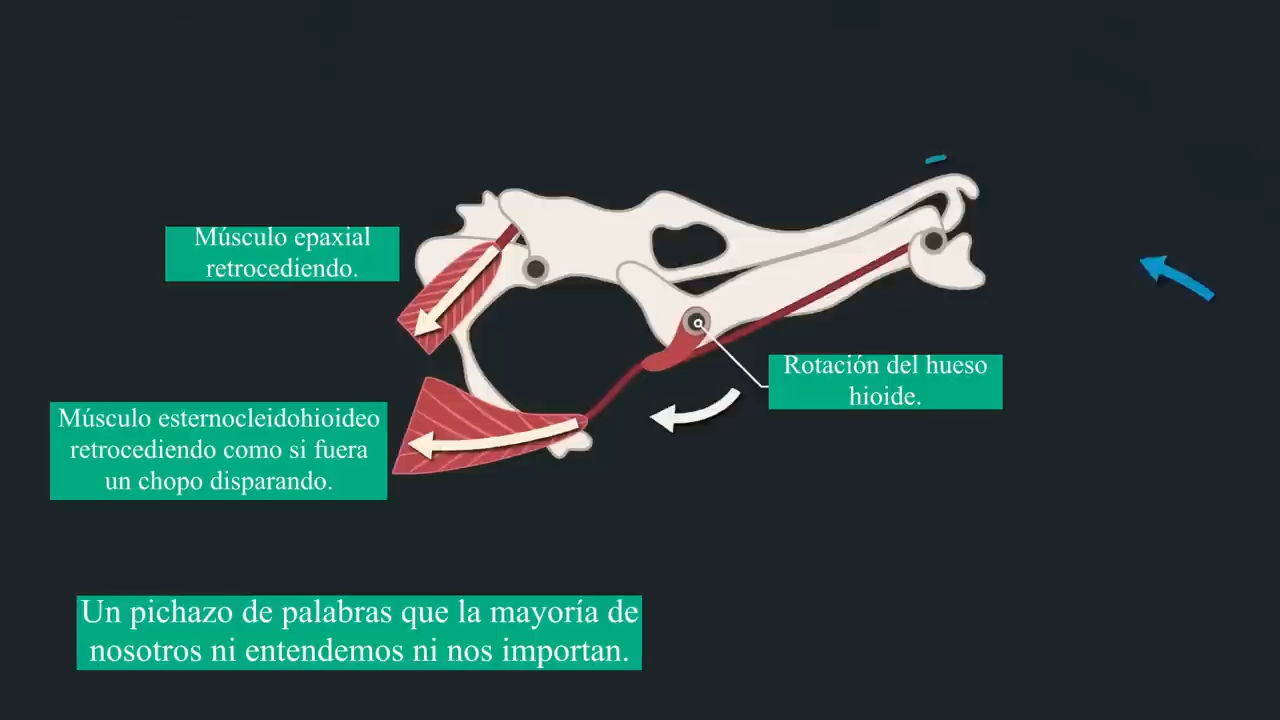 Músculo epaxial
retrocediendo.
Rotación del hueso
hioide.
Músculo esternocleidohioideo
retrocediendo como si fuera
un chopo disparando.
Un pichazo de palabras que la mayoría de
nosotros ni entendemos ni nos importan.